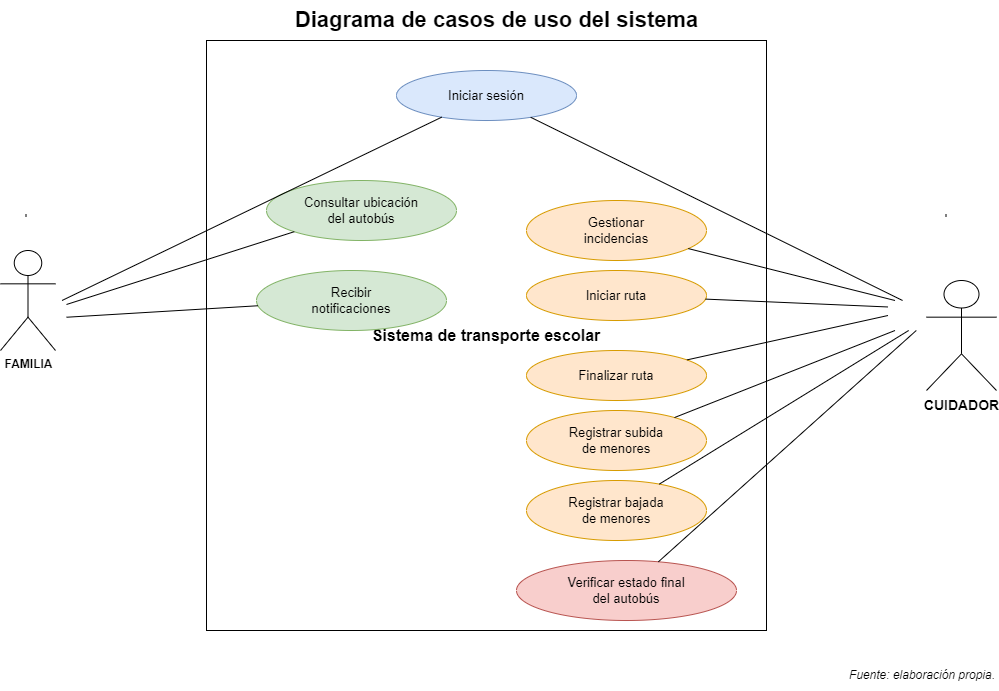 Diagrama de casos de uso del sistema
Iniciar sesión
Consultar ubicación
del autobús
Gestionar
incidencias
Recibir
notificaciones
Iniciar ruta
Sistema de transporte escolar
FAMILIA
Finalizar ruta
CUIDADOR
Registrar subida
de menores
Registrar bajada
de menores
Verificar estado final
del autobús
Fuente: elaboración propia.